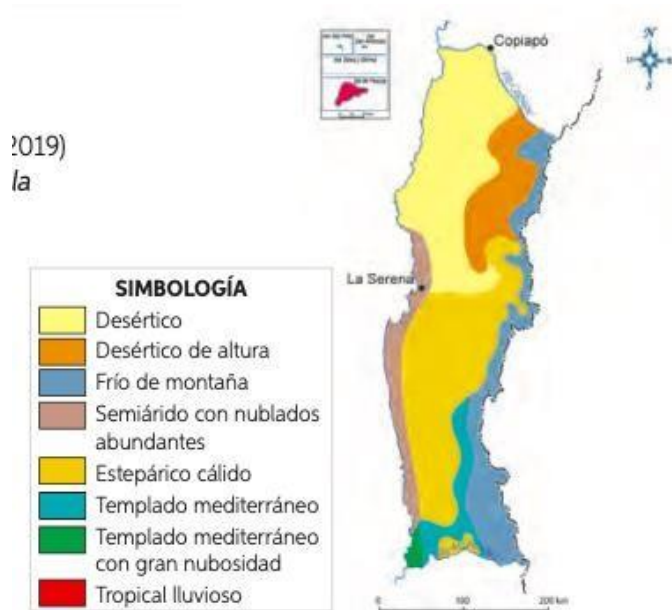 Copiapó
N
2019)
la
La Serena
SIMBOLOGÍA
Desértico
Desértico de altura
Frío de montaña
Semiárido con nublados
abundantes
Estepárico cálido
Templado mediterráneo
Templado mediterráneo
con gran nubosidad
Tropical lluvioso
0 100 200 km